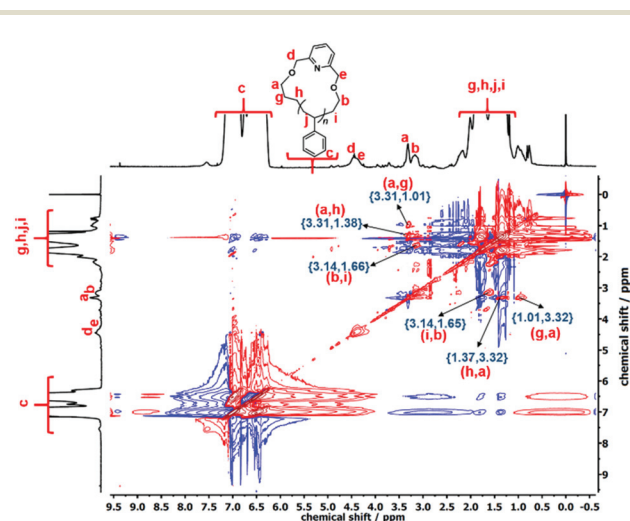 d
N
O
O
e
a
g
h
b
j
n
i
c
c
g,h,j,i
d
e
a
b
(a,g)
{3.31,1.01}
(a,h)
{3.31,1.38}
{3.14,1.66}
(b,i)
{3.14,1.65}
(i,b)
{1.37,3.32}
(h,a)
{1.01,3.32}
(g,a)
g,h,j,i
a b
d e
c
0
1
2
3
4
5
6
7
8
9
chemical shift / ppm
9.5 9.0 8.5 8.0 7.5 7.0 6.5 6.0 5.5 5.0 4.5 4.0 3.5 3.0 2.5 2.0 1.5 1.0 0.5 0.0 -0.5
chemical shift / ppm